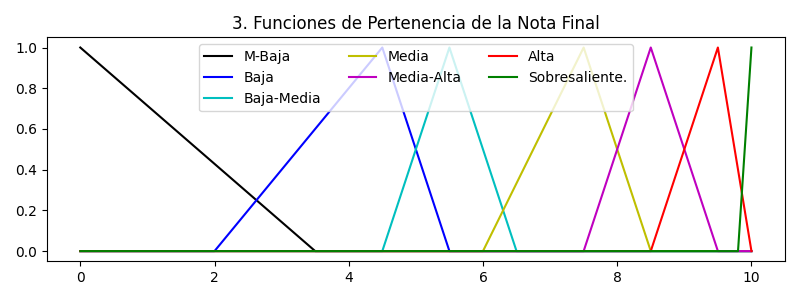 3. Funciones de Pertenencia de la Nota Final
M-Baja
Baja
Baja-Media
Media
Media-Alta
Alta
Sobresaliente.
1.0
0.8
0.6
0.4
0.2
0.0
0 2 4 6 8 10